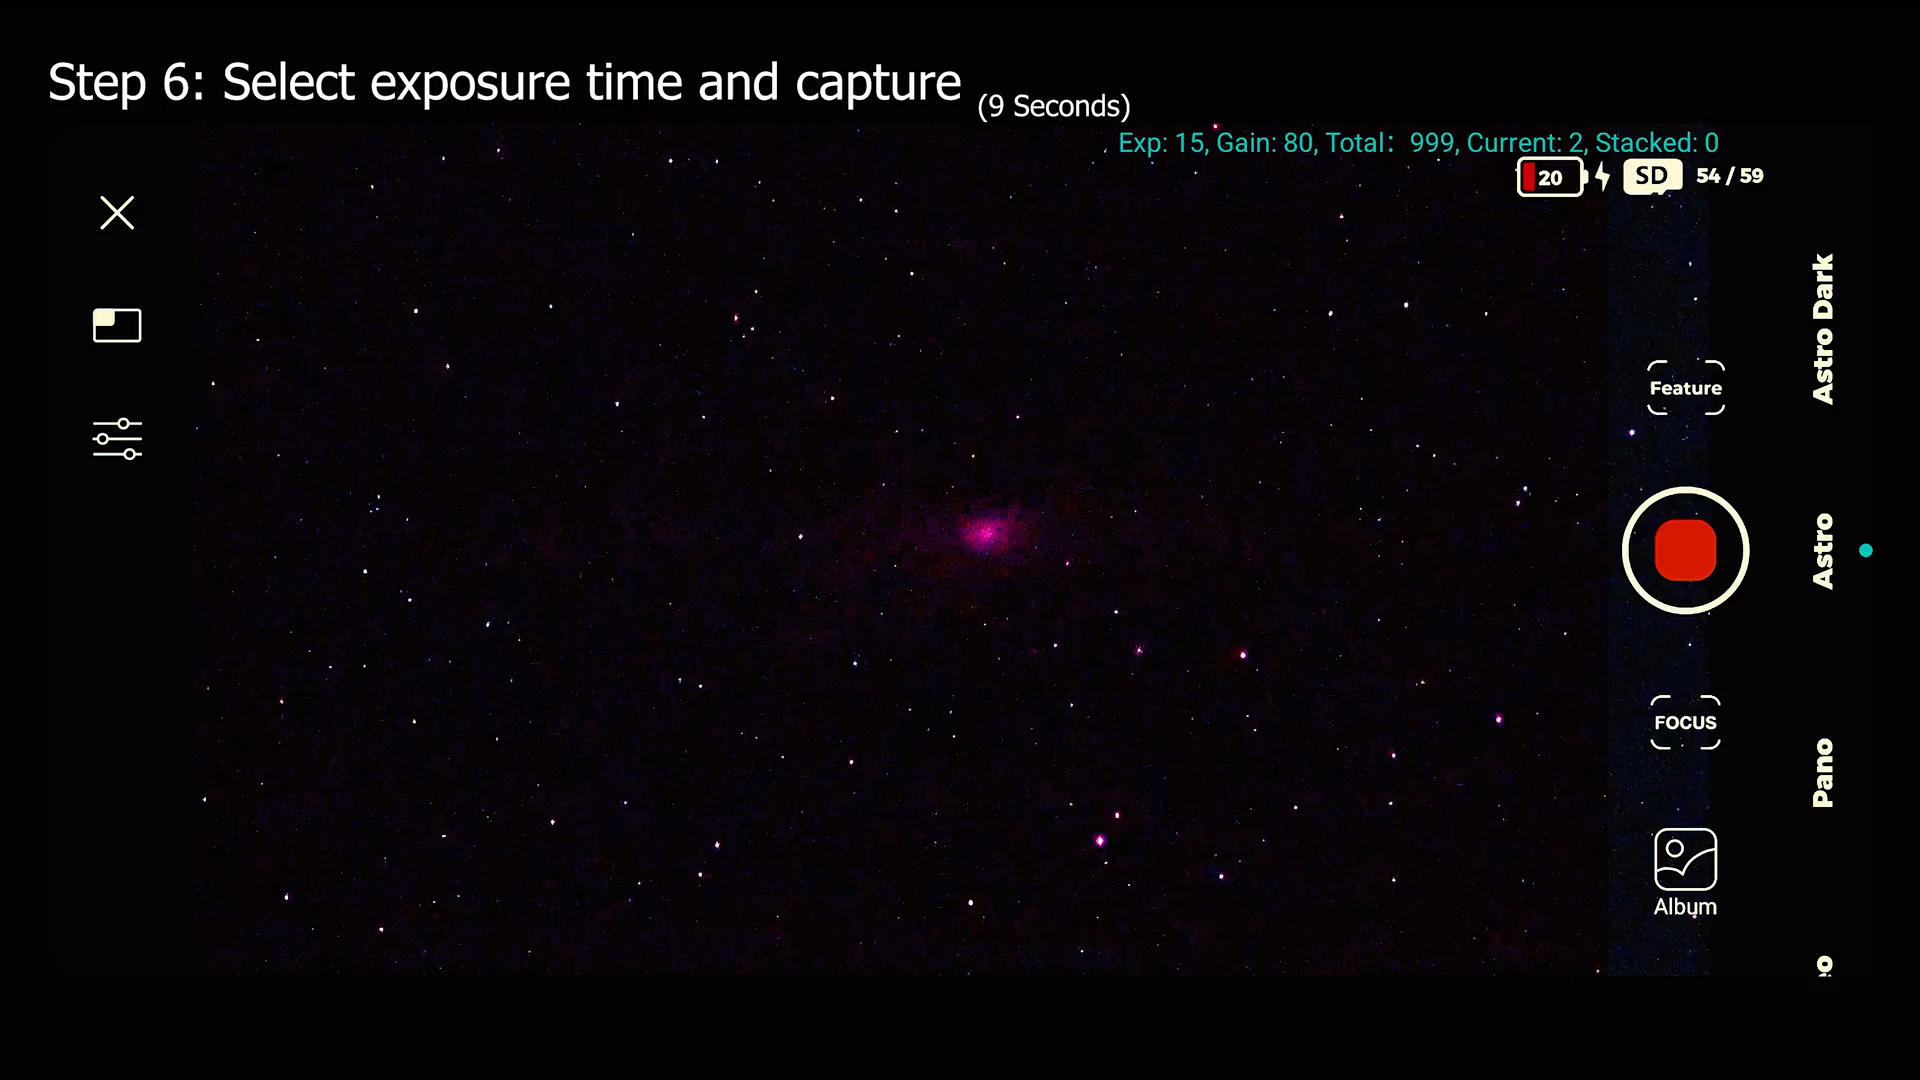 Step 6: Select exposure time and capture (9 Seconds)
Exp: 15, Gain: 80, Total: 999, Current: 2, Stacked: 0
20 SD 54 / 59
Astro Dark
Feature
Astro
FOCUS
Pano
Album